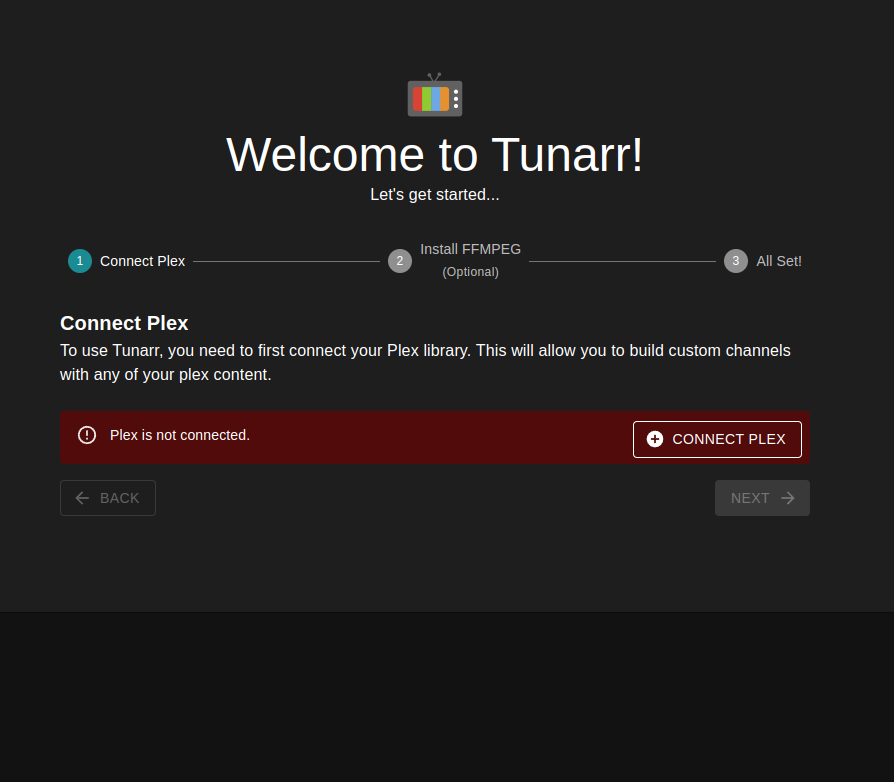 Welcome to Tunarr!
Let's get started...
1 Connect Plex
2 Install FFMPEG
(Optional)
3 All Set!
Connect Plex
To use Tunarr, you need to first connect your Plex library. This will allow you to build custom channels
with any of your plex content.
Plex is not connected.
CONNECT PLEX
BACK
NEXT